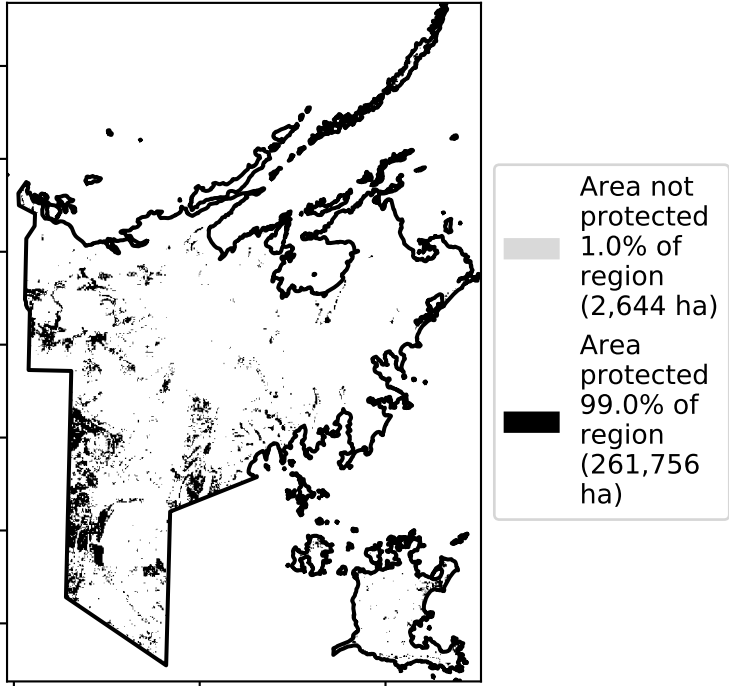 Area not
protected
1.0% of
region
(2,644 ha)
Area
protected
99.0% of
region
(261,756
ha)